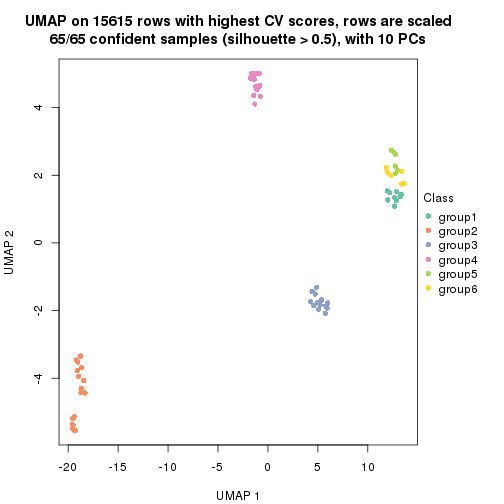 UMAP on 15615 rows with highest CV scores, rows are scaled
65/65 confident samples (silhouette > 0.5), with 10 PCs
4
2
0
-2
-4
UMAP 2
-20
-15
-10
-5
0
5
10
UMAP 1
Class
group1
group2
group3
group4
group5
group6